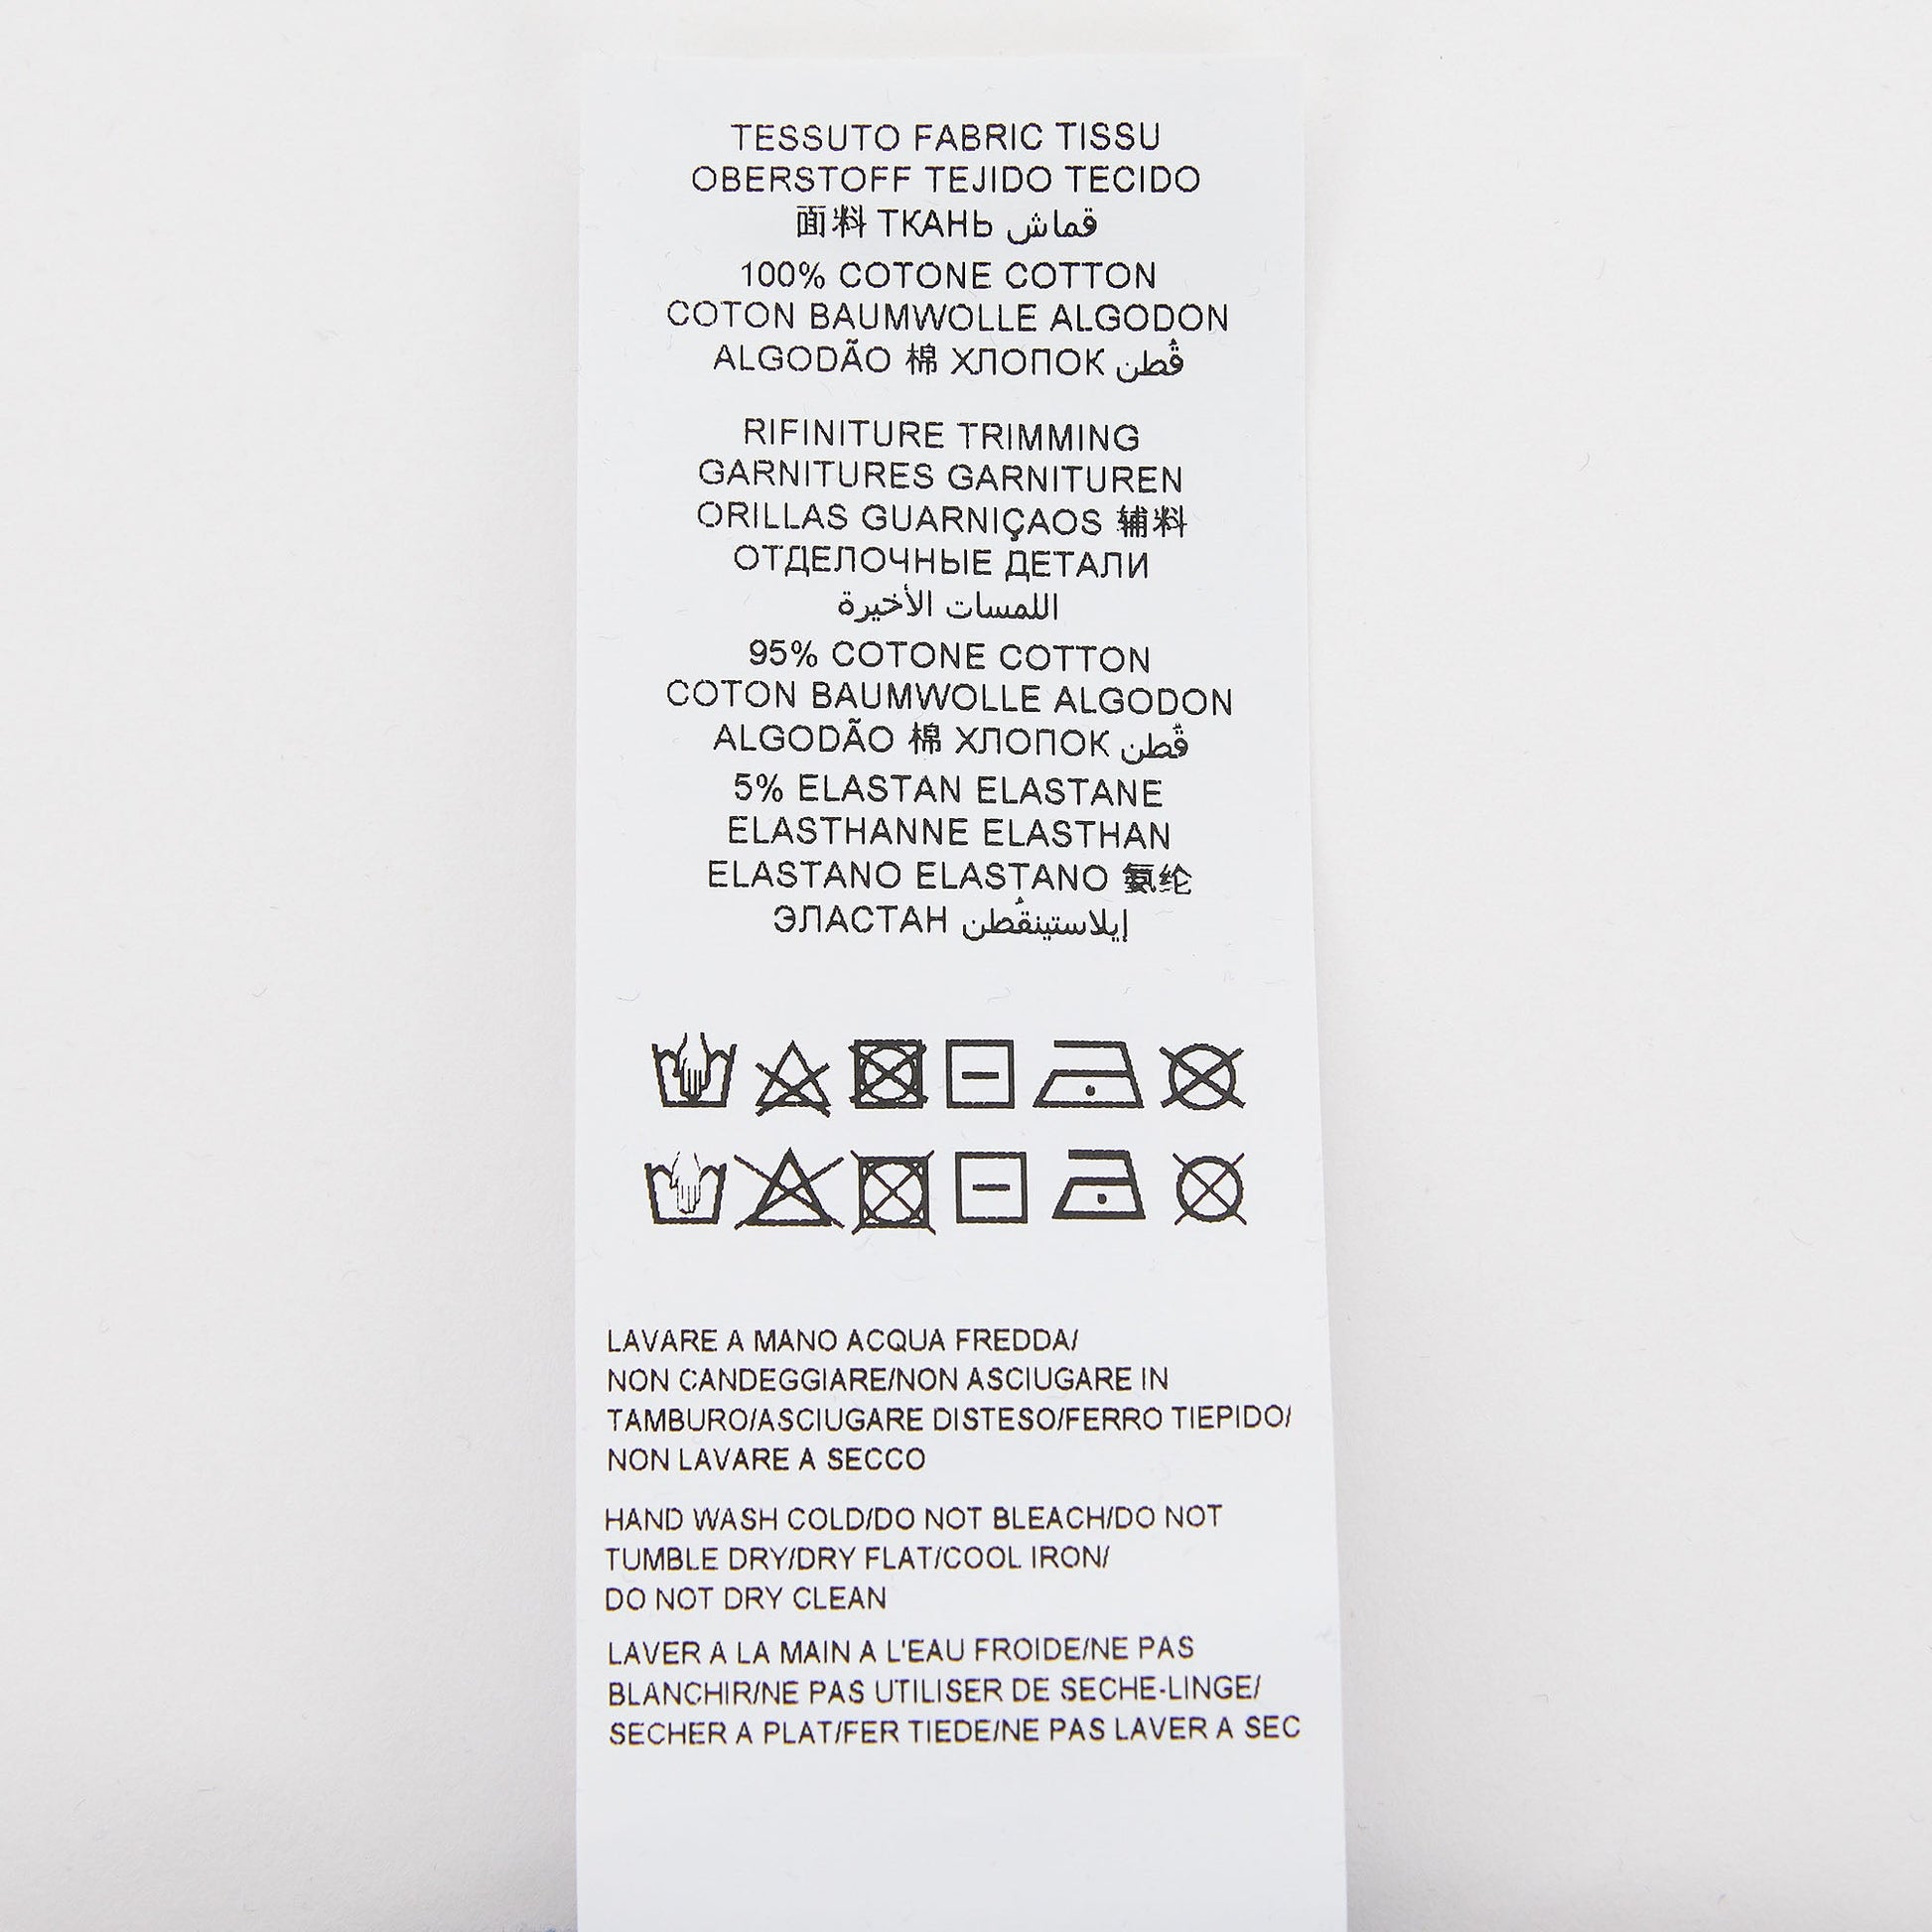 TESSUTO FABRIC TISSU
OBERSTOFF TEJIDO TECIDO
面料 ТКАНЬ قماش
100% COTONE COTTON
COTON BAUMWOLLE ALGODON
ALGODÃO 棉 ХЛОПОК قُطن
RIFINITURE TRIMMING
GARNITURES GARNITUREN
ORILLAS GUARNIÇAOS 辅料
ОТДЕЛОЧНЫЕ ДЕТАЛИ
اللمسات الأخيرة
95% COTONE COTTON
COTON BAUMWOLLE ALGODON
ALGODÃO 棉 ХЛОПОК قُطن
5% ELASTAN ELASTANE
ELASTHANNE ELASTHAN
ELASTANO ELASTANO 氨纶
ЭЛАСТАН إيلاستينقُطن
LAVARE A MANO ACQUA FREDDA/
NON CANDEGGIARE/NON ASCIUGARE IN
TAMBURO/ASCIUGARE DISTESO/FERRO TIEPIDO/
NON LAVARE A SECCO
HAND WASH COLD/DO NOT BLEACH/DO NOT
TUMBLE DRY/DRY FLAT/COOL IRON/
DO NOT DRY CLEAN
LAVER A LA MAIN A L'EAU FROIDE/NE PAS
BLANCHIR/NE PAS UTILISER DE SECHE-LINGE/
SECHER A PLAT/FER TIEDE/NE PAS LAVER A SEC